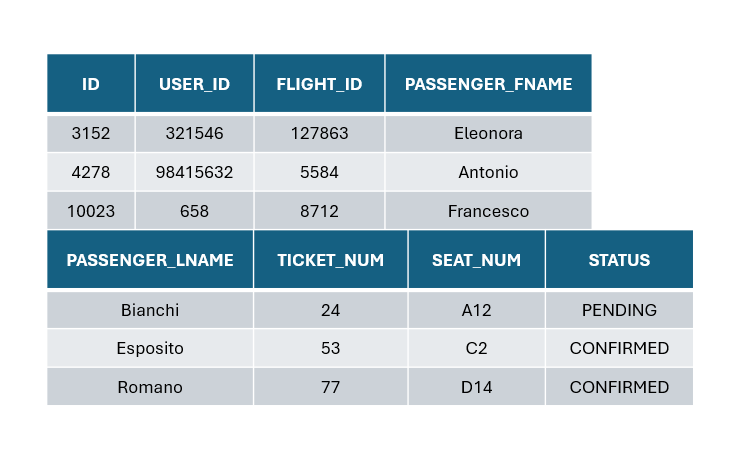 ID USER_ID FLIGHT_ID PASSENGER_FNAME
3152 321546 127863 Eleonora
4278 98415632 5584 Antonio
10023 658 8712 Francesco
PASSENGER_LNAME TICKET_NUM SEAT_NUM STATUS
Bianchi 24 A12 PENDING
Esposito 53 C2 CONFIRMED
Romano 77 D14 CONFIRMED